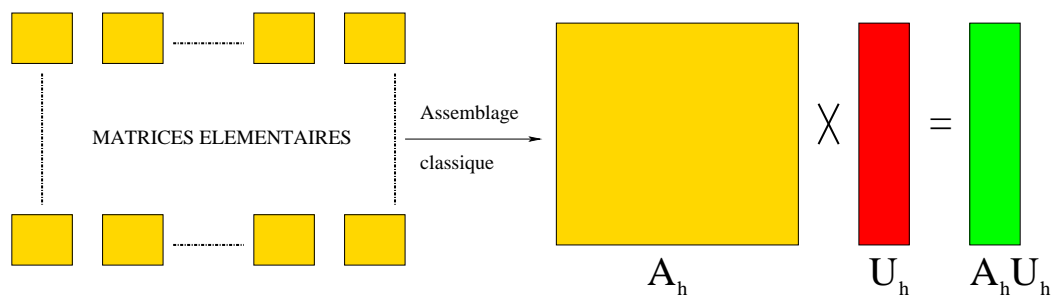 MATRICES ELEMENTAIRES
Assemblage
classique
X
=
A_h
U_h
A_hU_h